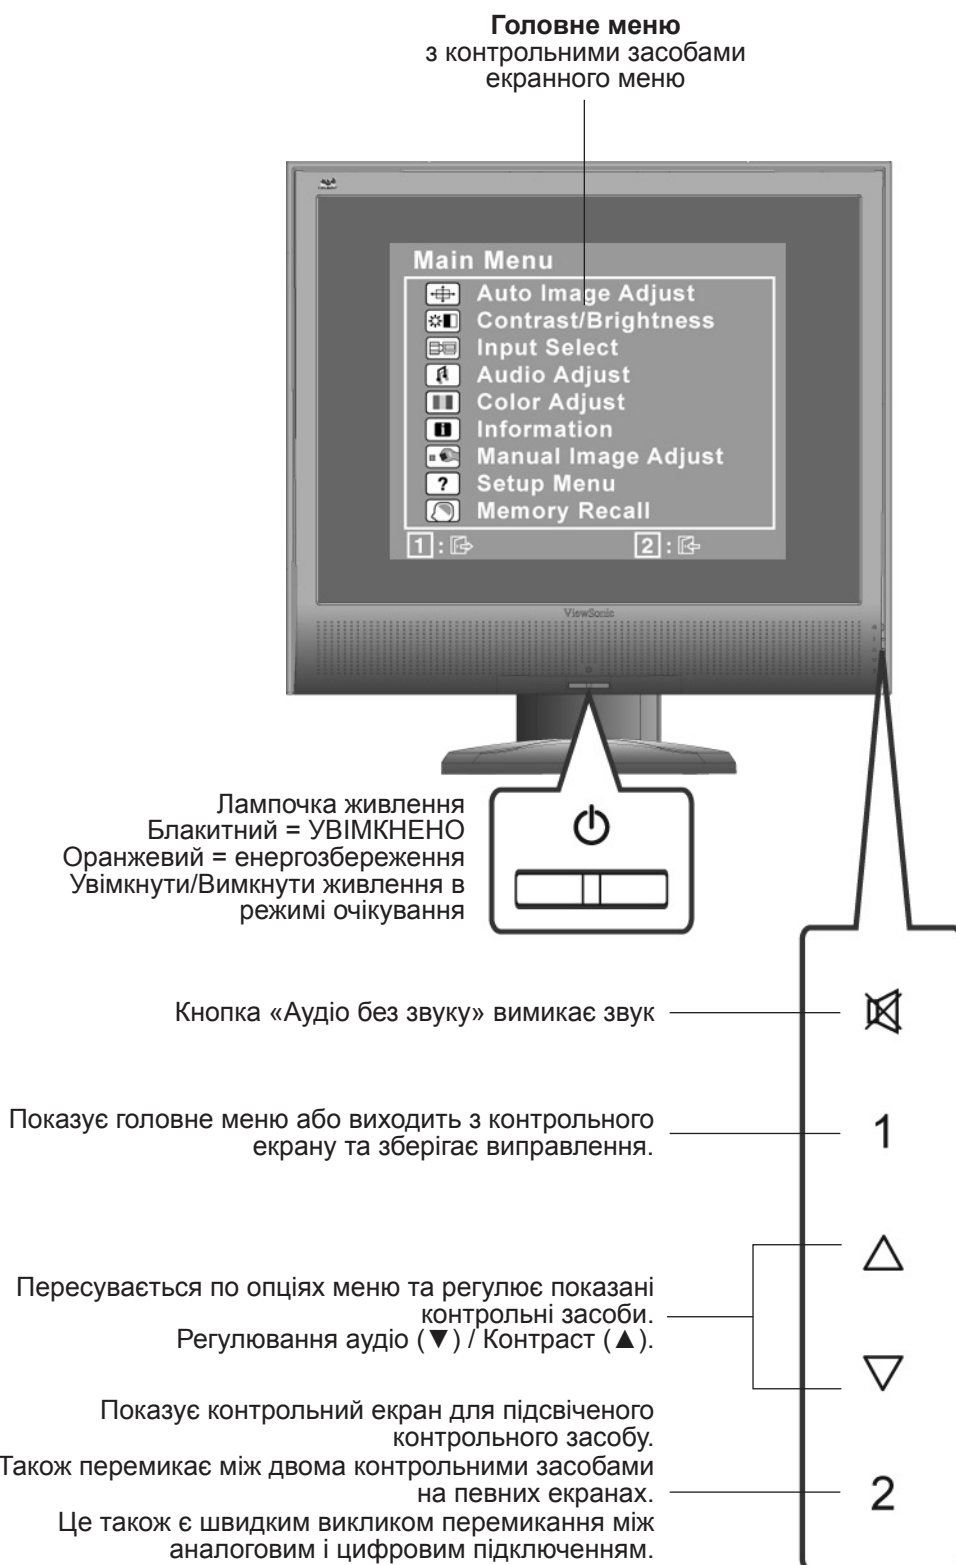 Головне меню
з контрольними засобами
екранного меню
Main Menu
Auto Image Adjust
Contrast/Brightness
Input Select
Audio Adjust
Color Adjust
Information
Manual Image Adjust
? Setup Menu
Memory Recall
1 : 2 :
ViewSonic
Лампочка живлення
Блакитний = УВІМКНЕНО
Оранжевий = енергозбереження
Увімкнути/Вимкнути живлення в
режимі очікування
Кнопка «Аудіо без звуку» вимикає звук
Показує головне меню або виходить з контрольного
екрану та зберігає виправлення.
1
Пересувається по опціях меню та регулює показані
контрольні засоби.
Регулювання аудіо (▼) / Контраст (▲).
Показує контрольний екран для підсвіченого
контрольного засобу.
Також перемикає між двома контрольними засобами
на певних екранах.
2
Це також є швидким викликом перемикання між
аналоговим і цифровим підключенням.